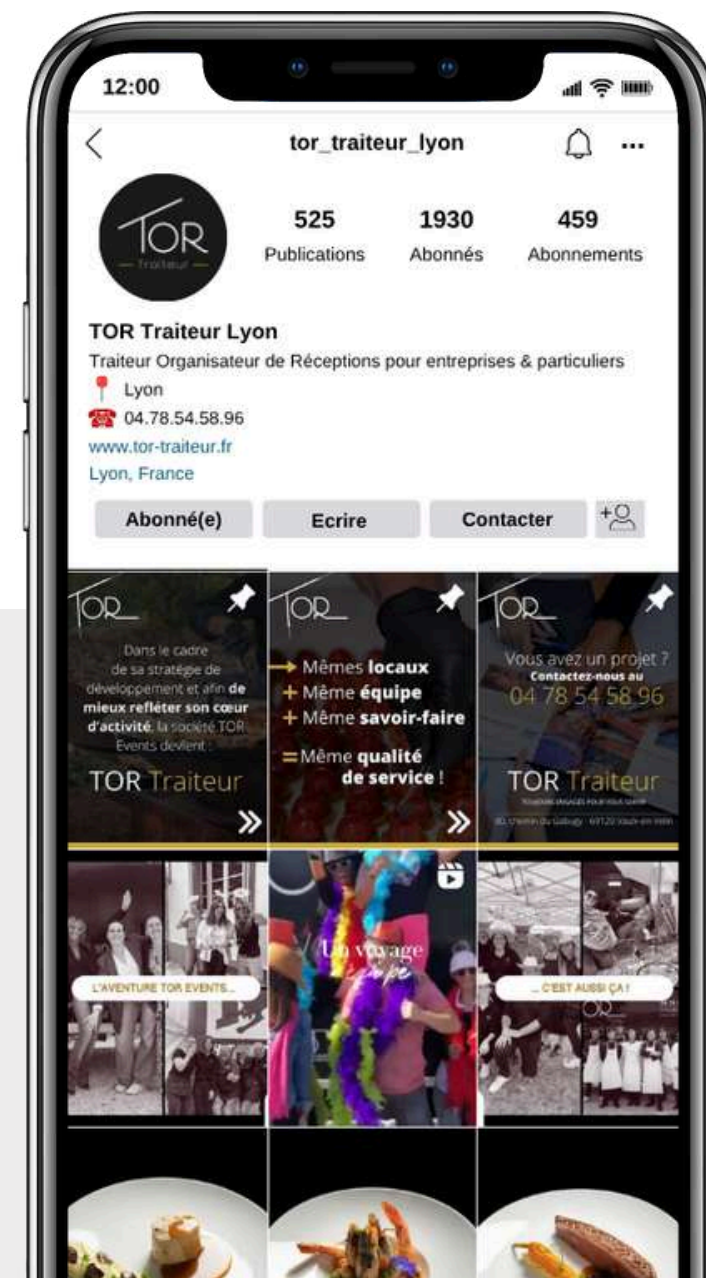 12:00
tor_traiteur_lyon
TOR
Traiteur
525
1930
459
Publications
Abonnés
Abonnements
TOR Traiteur Lyon
Traiteur Organisateur de Réceptions pour entreprises & particuliers
Lyon
04.78.54.58.96
www.tor-traiteur.fr
Lyon, France
Abonné(e)
Ecrire
Contacter
TOR
Dans le cadre
de sa stratégie de
développement et afin de
mieux refléter son cœur
d'activité, la société TOR
Events devient :
TOR Traiteur
TOR
Mêmes locaux
+ Même équipe
+ Même savoir-faire
= Même qualité
de service !
TOR
Vous avez un projet ?
Contactez-nous au
04 78 54 58 96
TOR Traiteur
L'AVENTURE TOR EVENTS...
Un voyage
... C'EST AUSSI ÇA !